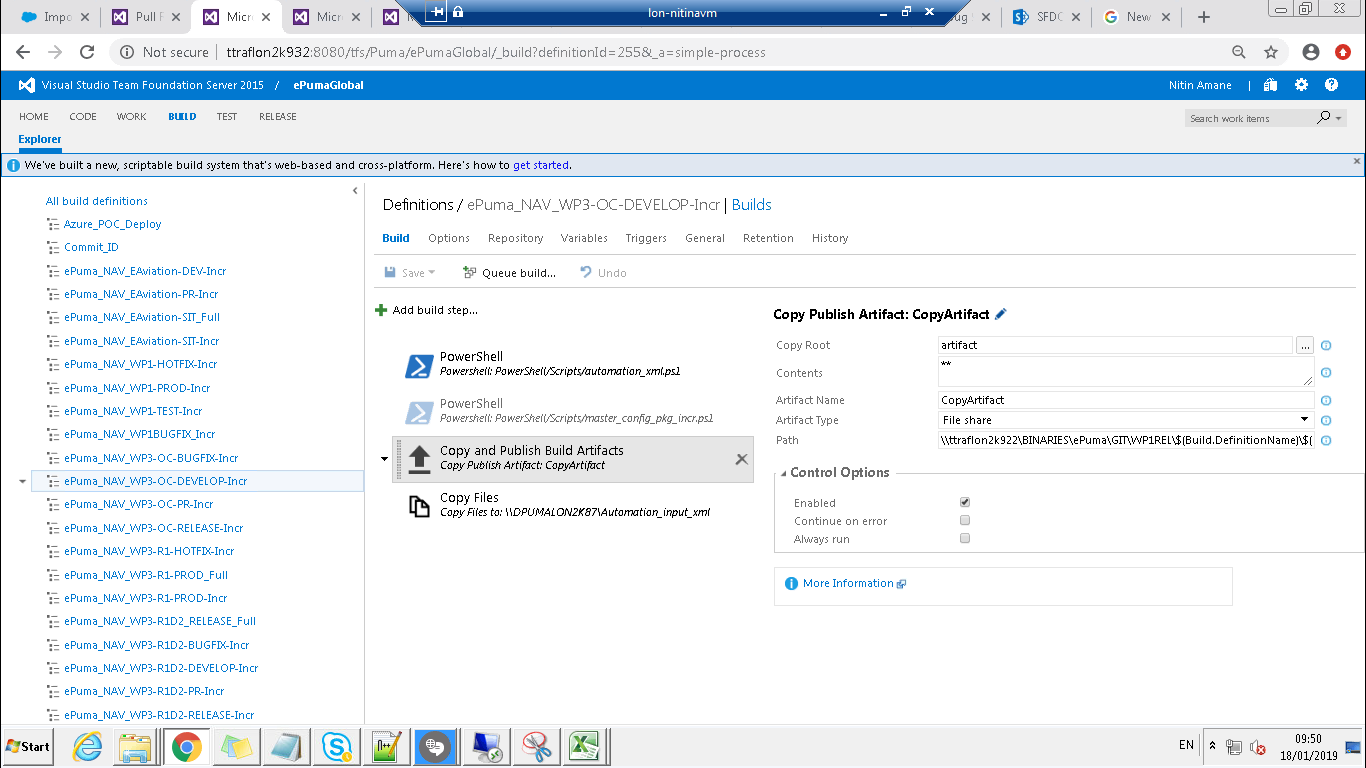 Impo
Pull F
Micro
Micro
lon-nitinavm
SFDC
New
Not secure
ttraflon2k932:8080/tfs/Puma/ePumaGlobal/_build?definitionId=255&_a=simple-process
Visual Studio Team Foundation Server 2015 / ePumaGlobal
Nitin Amane
HOME CODE WORK BUILD TEST RELEASE
Search work items
Explorer
We've built a new, scriptable build system that's web-based and cross-platform. Here's how to get started.
All build definitions
Azure_POC_Deploy
Commit_ID
ePuma_NAV_EAviation-DEV-Incr
ePuma_NAV_EAviation-PR-Incr
ePuma_NAV_EAviation-SIT_Full
ePuma_NAV_EAviation-SIT-Incr
ePuma_NAV_WP1-HOTFIX-Incr
ePuma_NAV_WP1-PROD-Incr
ePuma_NAV_WP1-TEST-Incr
ePuma_NAV_WP1BUGFIX_Incr
ePuma_NAV_WP3-OC-BUGFIX-Incr
ePuma_NAV_WP3-OC-DEVELOP-Incr
ePuma_NAV_WP3-OC-PR-Incr
ePuma_NAV_WP3-OC-RELEASE-Incr
ePuma_NAV_WP3-R1-HOTFIX-Incr
ePuma_NAV_WP3-R1-PROD_Full
ePuma_NAV_WP3-R1-PROD-Incr
ePuma_NAV_WP3-R1D2_RELEASE_Full
ePuma_NAV_WP3-R1D2-BUGFIX-Incr
ePuma_NAV_WP3-R1D2-DEVELOP-Incr
ePuma_NAV_WP3-R1D2-PR-Incr
ePuma_NAV_WP3-R1D2-RELEASE-Incr
Definitions / ePuma_NAV_WP3-OC-DEVELOP-Incr | Builds
Build Options Repository Variables Triggers General Retention History
Save Queue build... Undo
Add build step...
PowerShell
Powershell: PowerShell/Scripts/automation_xml.ps1
PowerShell
Powershell: PowerShell/Scripts/master_config_pkg_incr.ps1
Copy and Publish Build Artifacts
Copy Publish Artifact: CopyArtifact
Copy Files
Copy Files to: \\DPUMALON2K87\Automation_input_xml
Copy Publish Artifact: CopyArtifact
Copy Root artifact ...
Contents **
Artifact Name CopyArtifact
Artifact Type File share
Path \\ttraflon2k922\BINARIES\ePuma\GIT\WP1REL\$(Build.DefinitionName)\$(
Control Options
Enabled
Continue on error
Always run
More Information
Start
EN
09:50
18/01/2019